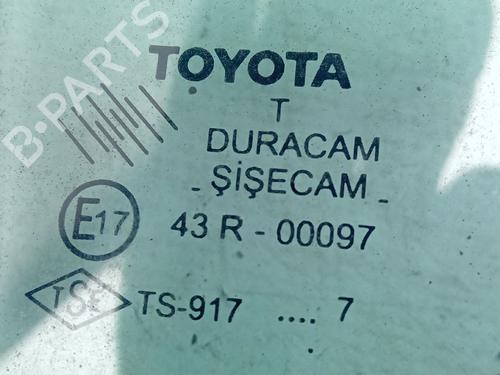 B-PARTS
TOYOTA
T
DURACAM
- ŞİŞECAM -
E17 43 R - 00097
TSE TS-917 .... 7